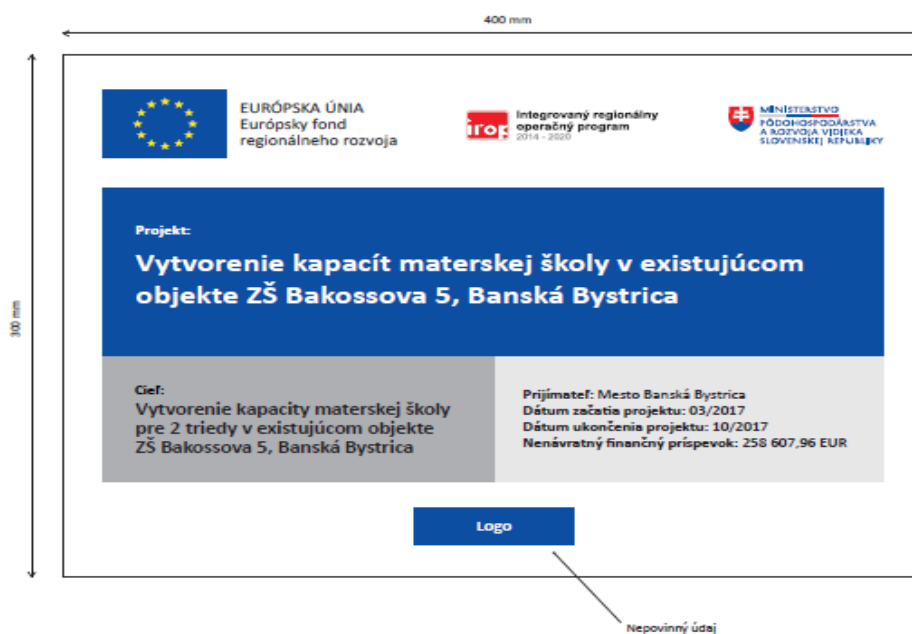 400 mm
300 mm
EURÓPSKA ÚNIA
Európsky fond
regionálneho rozvoja
irop
Integrovaný regionálny
operačný program
2014 - 2020
MINISTERSTVO
PÔDOHOSPODÁRSTVA
A ROZVOJA VIDIEKA
SLOVENSKEJ REPUBLIKY
Projekt:
Vytvorenie kapacít materskej školy v existujúcom
objekte ZŠ Bakossova 5, Banská Bystrica
Cieľ:
Vytvorenie kapacity materskej školy
pre 2 triedy v existujúcom objekte
ZŠ Bakossova 5, Banská Bystrica
Prijímateľ: Mesto Banská Bystrica
Dátum začatia projektu: 03/2017
Dátum ukončenia projektu: 10/2017
Nenávratný finančný príspevok: 258 607,96 EUR
Logo
Nepovinný údaj